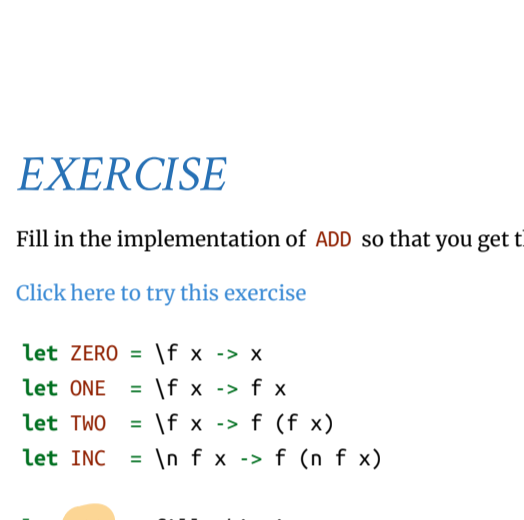 EXERCISE
Fill in the implementation of ADD so that you get
Click here to try this exercise
let ZERO = \f x -> x
let ONE = \f x -> f x
let TWO = \f x -> f (f x)
let INC = \n f x -> f (n f x)